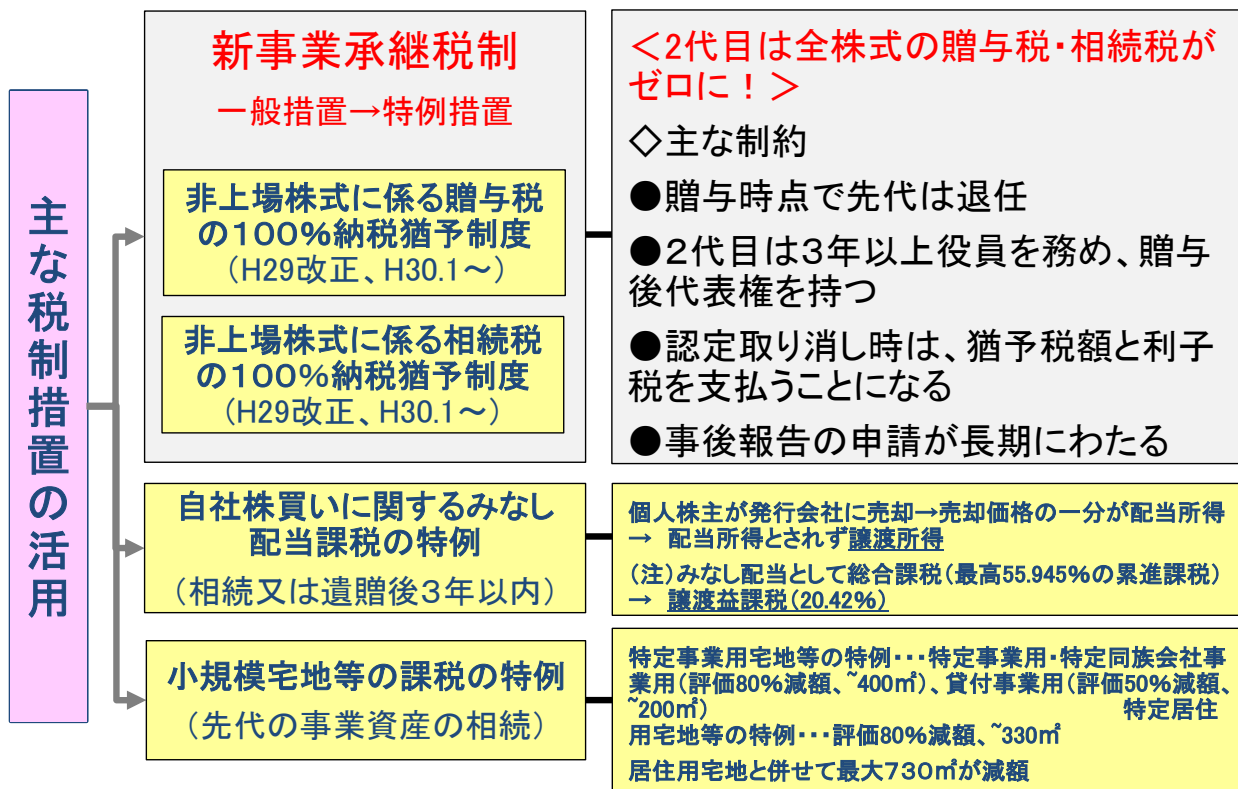 主な税制措置の活用
新事業承継税制
一般措置→特例措置
非上場株式に係る贈与税
の100%納税猶予制度
(H29改正、H30.1~)
非上場株式に係る相続税
の100%納税猶予制度
(H29改正、H30.1~)
<2代目は全株式の贈与税・相続税が
ゼロに!>
◇主な制約
●贈与時点で先代は退任
●2代目は3年以上役員を務め、贈与
後代表権を持つ
●認定取り消し時は、猶予税額と利子
税を支払うことになる
●事後報告の申請が長期にわたる
自社株買いに関するみなし
配当課税の特例
(相続又は遺贈後3年以内)
個人株主が発行会社に売却→売却価格の一分が配当所得
→ 配当所得とされず譲渡所得
(注)みなし配当として総合課税(最高55.945%の累進課税)
→ 譲渡益課税(20.42%)
小規模宅地等の課税の特例
(先代の事業資産の相続)
特定事業用宅地等の特例・・・特定事業用・特定同族会社事
業用(評価80%減額、~400㎡)、貸付事業用(評価50%減額、
~200㎡) 特定居住
用宅地等の特例・・・評価80%減額、~330㎡
居住用宅地と併せて最大730㎡が減額